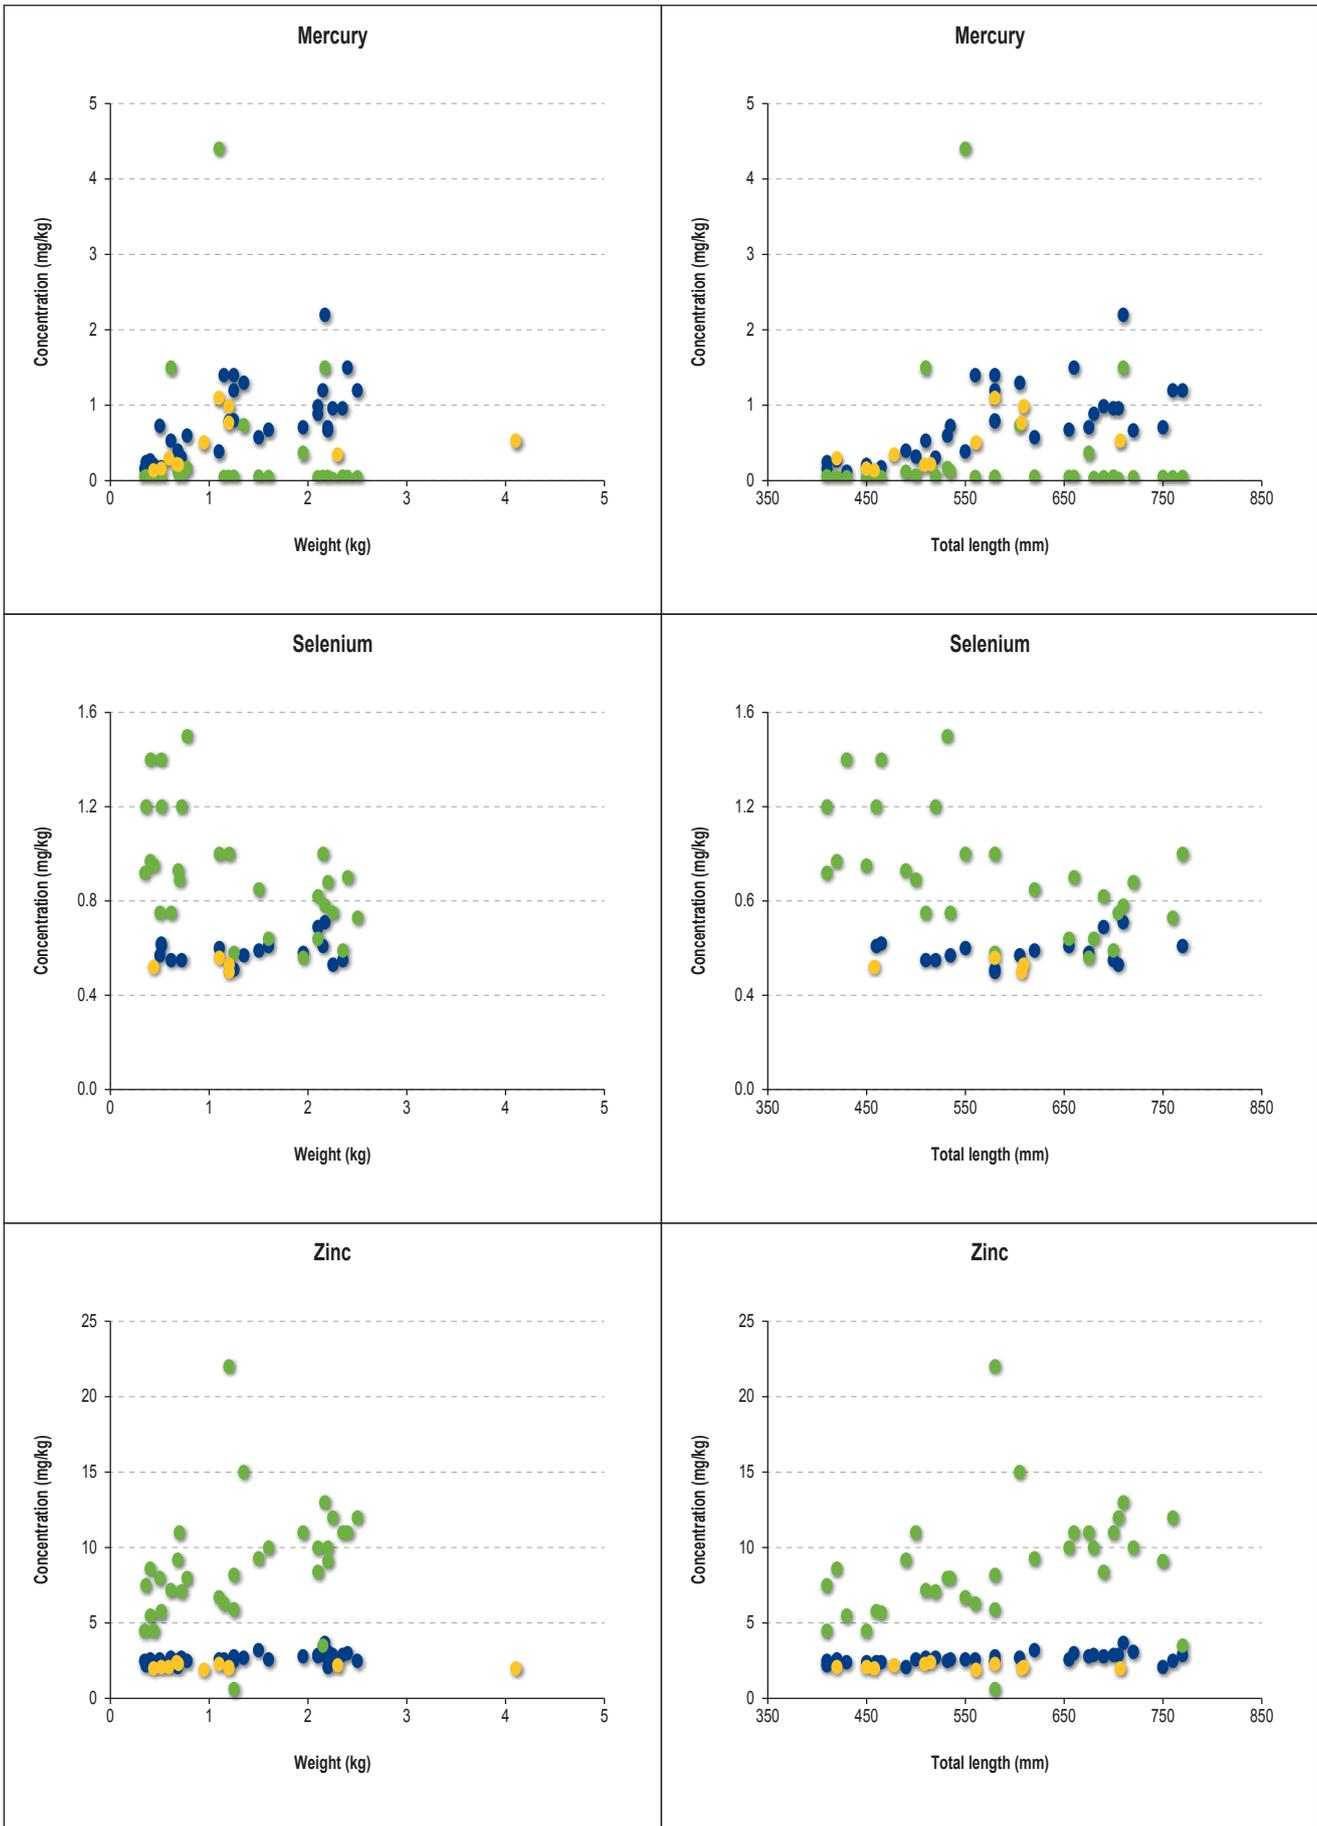 Mercury
5
4
3
2
1
0
0 1 2 3 4 5
Concentration (mg/kg)
Weight (kg)
Mercury
5
4
3
2
1
0
350 450 550 650 750 850
Concentration (mg/kg)
Total length (mm)
Selenium
1.6
1.2
0.8
0.4
0.0
0 1 2 3 4 5
Concentration (mg/kg)
Weight (kg)
Selenium
1.6
1.2
0.6
0.4
0.0
350 450 550 650 750 850
Concentration (mg/kg)
Total length (mm)
Zinc
25
20
15
10
5
0
0 1 2 3 4 5
Concentration (mg/kg)
Weight (kg)
Zinc
25
20
15
10
5
0
350 450 550 650 750 850
Concentration (mg/kg)
Total length (mm)